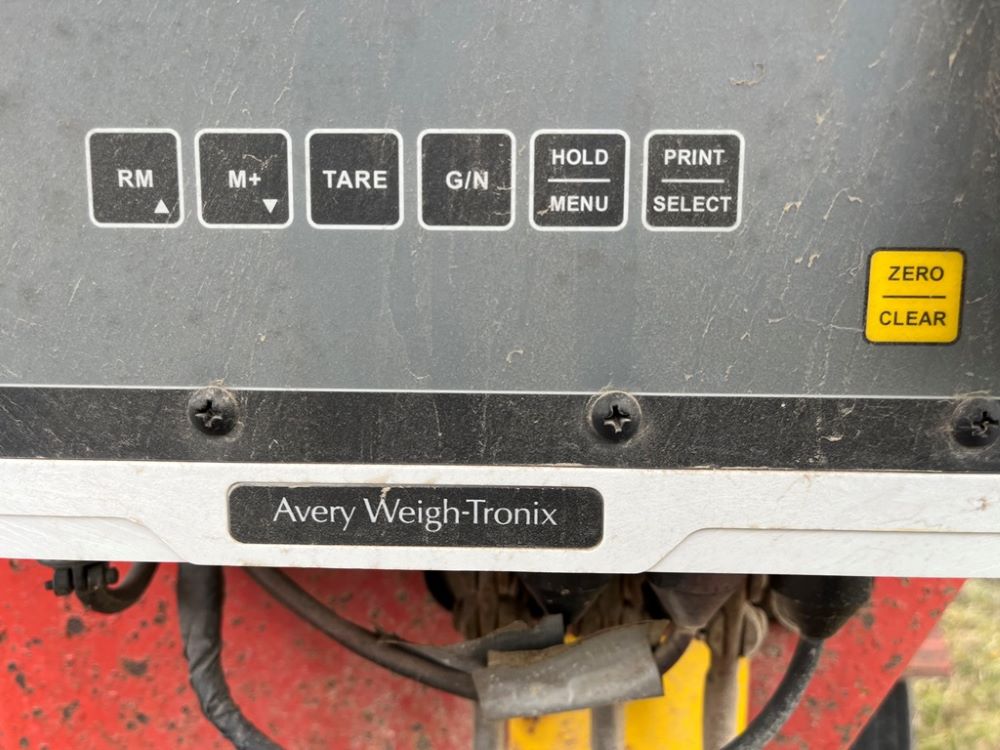 RM
▲
M+
▼
TARE
G/N
HOLD
MENU
PRINT
SELECT
ZERO
CLEAR
Avery Weigh-Tronix